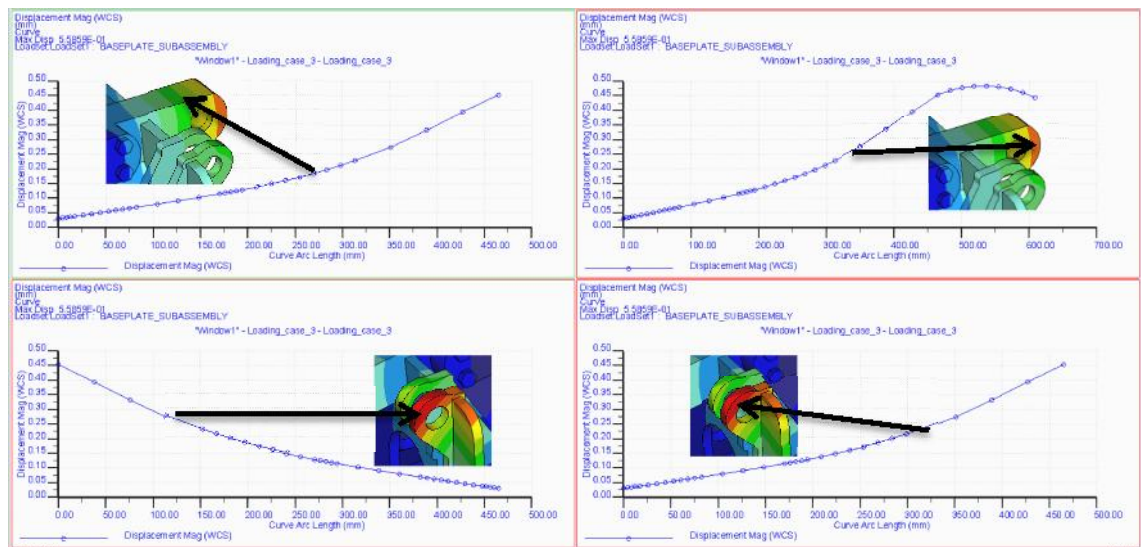 Displacement Mag (WCS)
(mm)
Curve
Max Disp 5.5859E-01
Loadset:LoadSet1 : BASEPLATE_SUBASSEMBLY
"Window1" - Loading_case_3 - Loading_case_3
Displacement Mag (WCS)
0.50
0.45
0.40
0.35
0.30
0.25
0.20
0.15
0.10
0.05
0.00
0.00 50.00 100.00 150.00 200.00 250.00 300.00 350.00 400.00 450.00 500.00
Curve Arc Length (mm)
Displacement Mag (WCS)
Displacement Mag (WCS)
(mm)
Curve
Max Disp 5.5859E-01
Loadset:LoadSet1 : BASEPLATE_SUBASSEMBLY
"Window1" - Loading_case_3 - Loading_case_3
Displacement Mag (WCS)
0.50
0.45
0.40
0.35
0.30
0.25
0.20
0.15
0.10
0.05
0.00
0.00 100.00 200.00 300.00 400.00 500.00 600.00 700.00
Curve Arc Length (mm)
Displacement Mag (WCS)
Displacement Mag (WCS)
(mm)
Curve
Max Disp 5.5859E-01
Loadset:LoadSet1 : BASEPLATE_SUBASSEMBLY
"Window1" - Loading_case_3 - Loading_case_3
Displacement Mag (WCS)
0.50
0.45
0.40
0.35
0.30
0.25
0.20
0.15
0.10
0.05
0.00
0.00 50.00 100.00 150.00 200.00 250.00 300.00 350.00 400.00 450.00 500.00
Curve Arc Length (mm)
Displacement Mag (WCS)
Displacement Mag (WCS)
(mm)
Curve
Max Disp 5.5859E-01
Loadset:LoadSet1 : BASEPLATE_SUBASSEMBLY
"Window1" - Loading_case_3 - Loading_case_3
Displacement Mag (WCS)
0.50
0.45
0.40
0.35
0.30
0.25
0.20
0.15
0.10
0.05
0.00
0.00 50.00 100.00 150.00 200.00 250.00 300.00 350.00 400.00 450.00 500.00
Curve Arc Length (mm)
Displacement Mag (WCS)